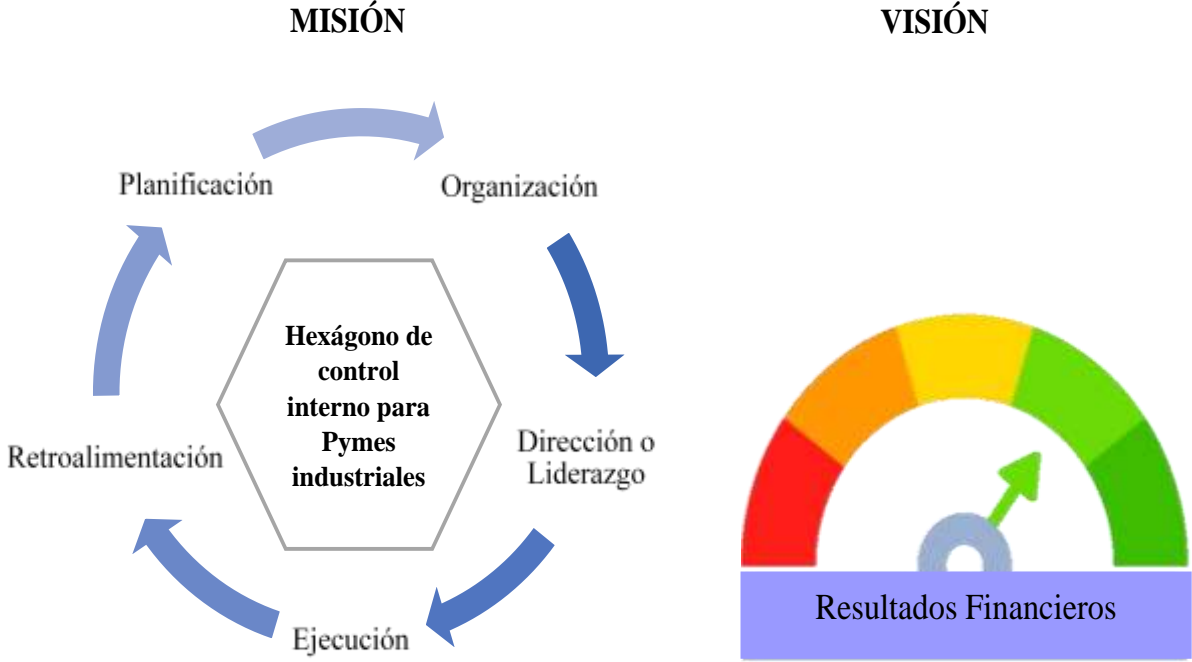 MISIÓN
VISIÓN
Planificación
Organización
Hexágono de
control
interno para
Pymes
industriales
Dirección o
Liderazgo
Retroalimentación
Ejecución
Resultados Financieros